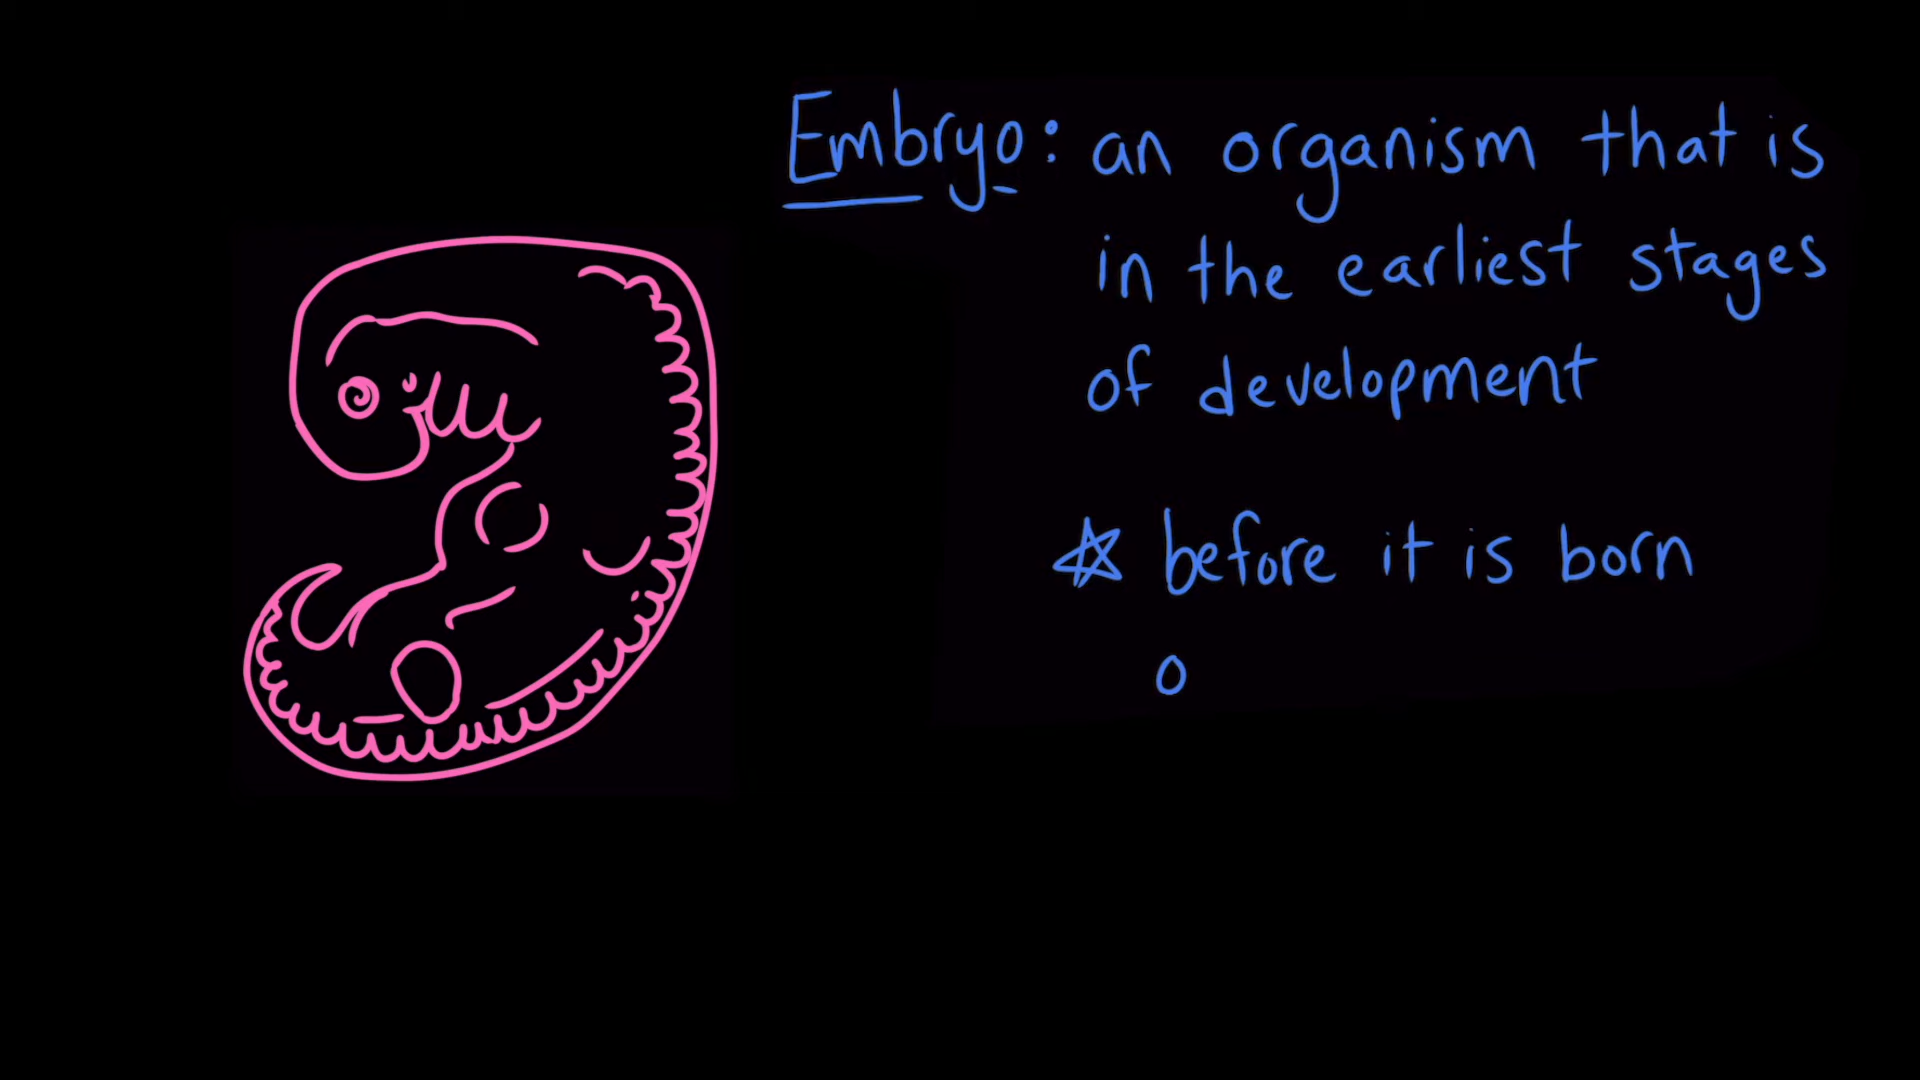 Embryo: an organism that is
in the earliest stages
of development
☆ before it is born
o